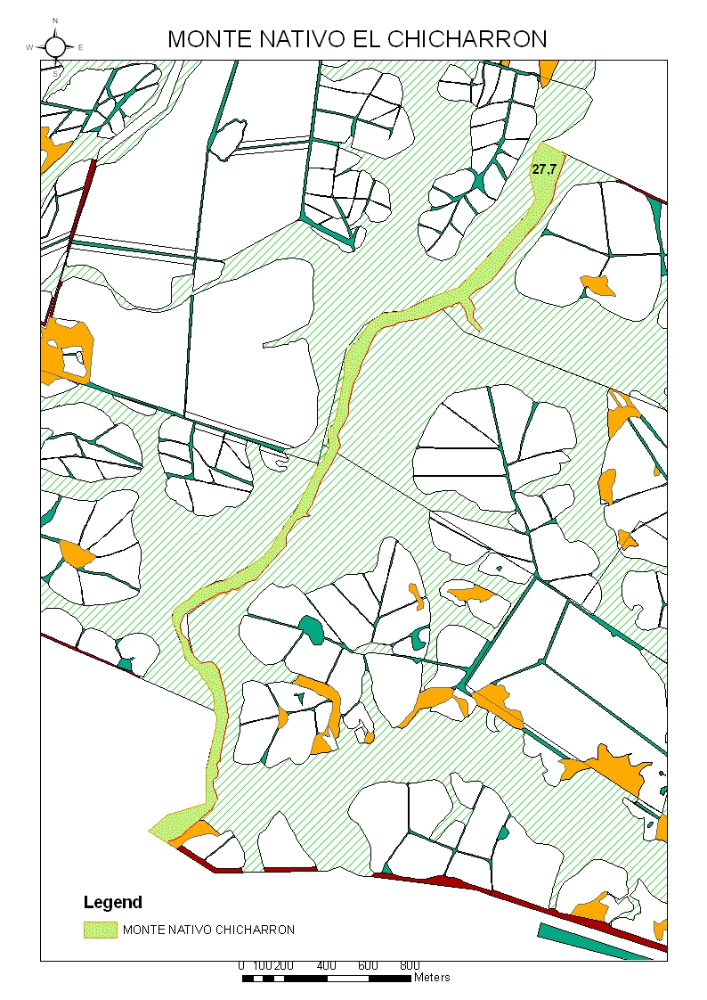 N
MONTE NATIVO EL CHICHARRON
W E
S
27,7
Legend
MONTE NATIVO CHICHARRON
0 100 200 400 600 800
Meters